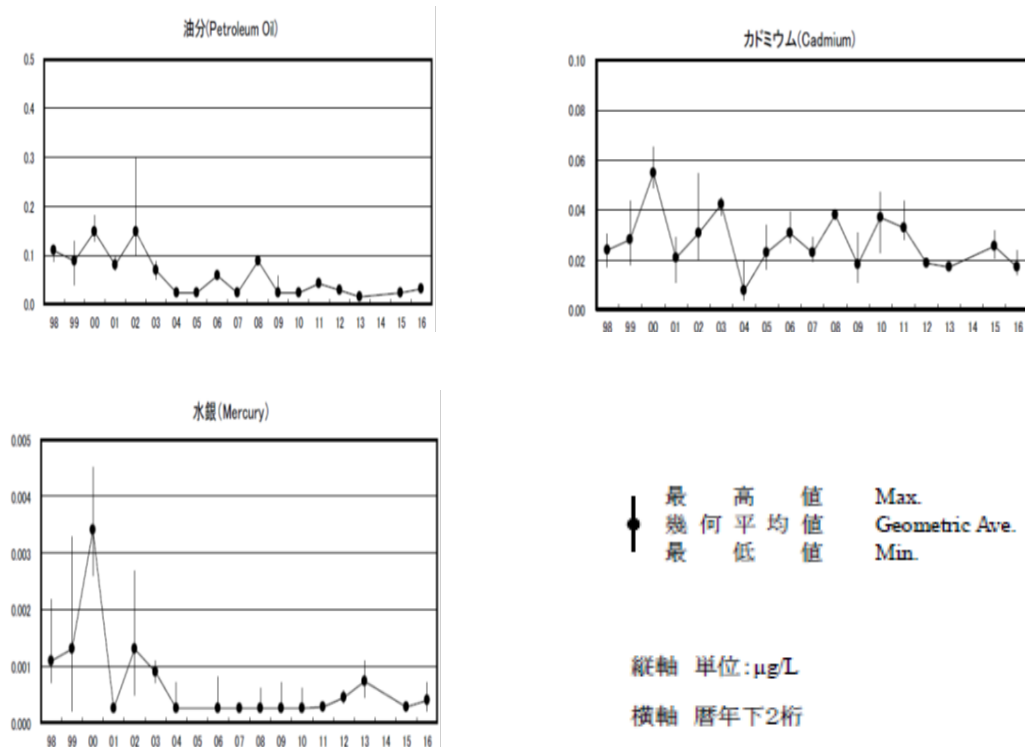 油分(Petroleum Oil)
0.5
0.4
0.3
0.2
0.1
0.0
98 99 00 01 02 03 04 05 06 07 08 09 10 11 12 13 14 15 16
カドミウム(Cadmium)
0.10
0.08
0.06
0.04
0.02
0.00
98 99 00 01 02 03 04 05 06 07 08 09 10 11 12 13 14 15 16
水銀(Mercury)
0.005
0.004
0.003
0.002
0.001
0.000
98 99 00 01 02 03 04 06 07 08 09 10 11 12 13 15 16
最高値 Max.
幾何平均値 Geometric Ave.
最低値 Min.
縦軸 単位:μg/L
横軸 暦年下2桁